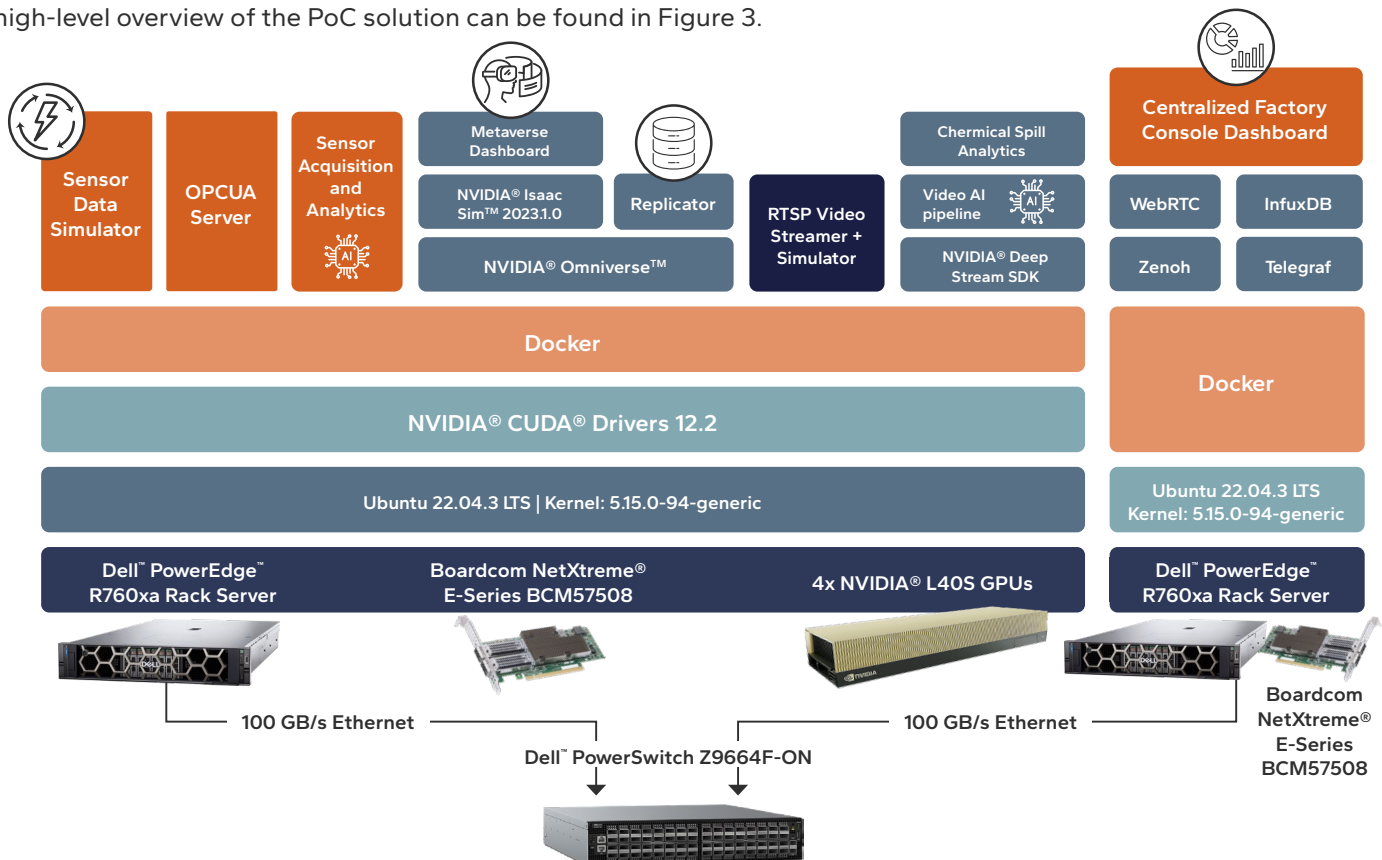 high-level overview of the PoC solution can be found in Figure 3.
Sensor
Data
Simulator
OPCUA
Server
Sensor
Acquisition
and
Analytics
AI
Metaverse
Dashboard
NVIDIA® Isaac
Sim™ 2023.1.0
Replicator
NVIDIA® Omniverse™
RTSP Video
Streamer +
Simulator
Chermical Spill
Analytics
Video AI
pipeline
AI
NVIDIA® Deep
Stream SDK
Centralized Factory
Console Dashboard
WebRTC
InfuxDB
Zenoh
Telegraf
Docker
Docker
NVIDIA® CUDA® Drivers 12.2
Ubuntu 22.04.3 LTS | Kernel: 5.15.0-94-generic
Ubuntu 22.04.3 LTS
Kernel: 5.15.0-94-generic
Dell™ PowerEdge™
R760xa Rack Server
Boardcom NetXtreme®
E-Series BCM57508
4x NVIDIA® L40S GPUs
Dell™ PowerEdge™
R760xa Rack Server
DELL
NVIDIA
DELL
100 GB/s Ethernet
100 GB/s Ethernet
Boardcom
NetXtreme®
E-Series
BCM57508
Dell™ PowerSwitch Z9664F-ON